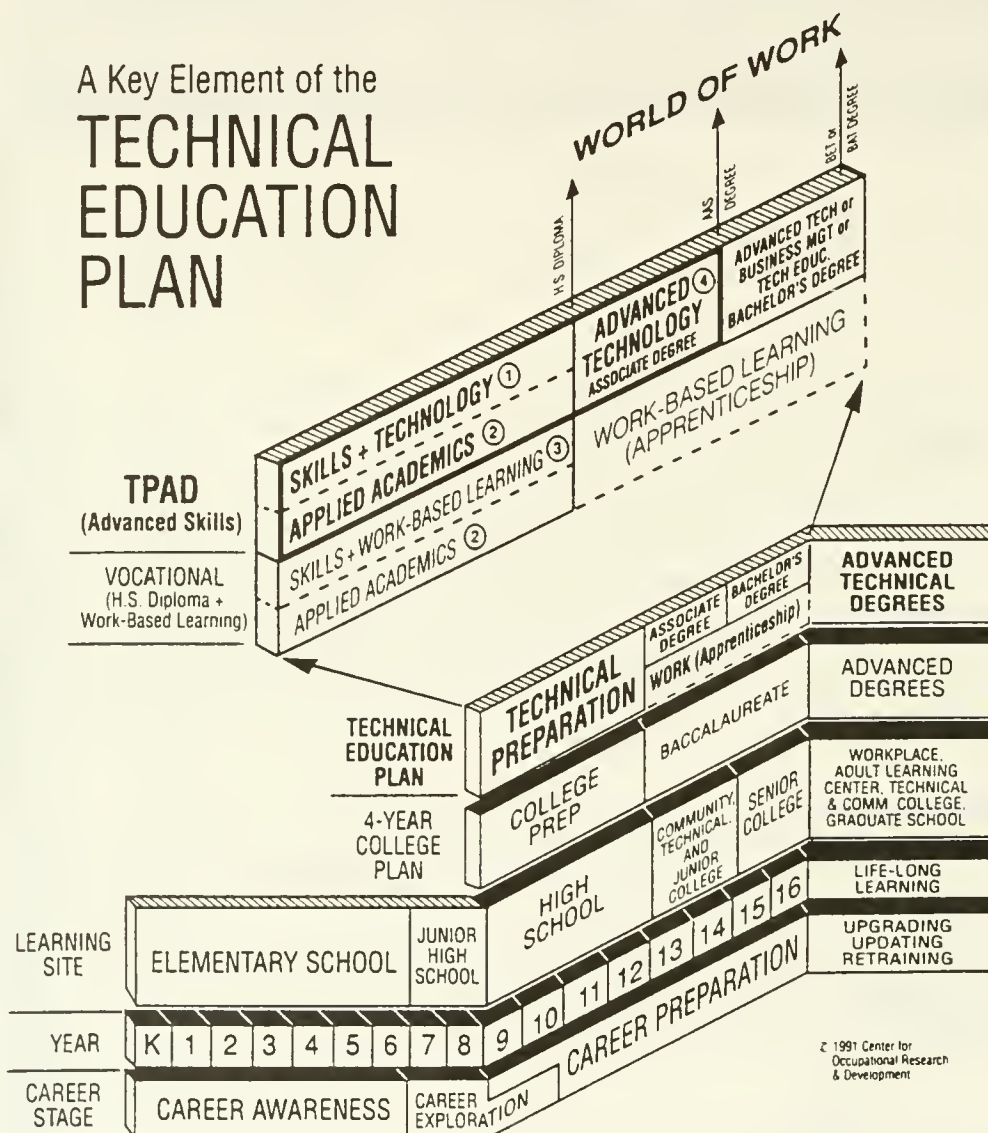 A Key Element of the
TECHNICAL
EDUCATION
PLAN
WORLD OF WORK
H.S. DIPLOMA
AAS
DEGREE
BET or
BAT DEGREE
SKILLS + TECHNOLOGY ①
APPLIED ACADEMICS ②
ADVANCED ④
TECHNOLOGY
ASSOCIATE DEGREE
ADVANCED TECH or
BUSINESS MGT or
TECH EDUC.
BACHELOR'S DEGREE
SKILLS + WORK-BASED LEARNING ③
APPLIED ACADEMICS ②
WORK-BASED LEARNING
(APPRENTICESHIP)
TPAD
(Advanced Skills)
VOCATIONAL
(H.S. Diploma +
Work-Based Learning)
TECHNICAL
EDUCATION
PLAN
TECHNICAL
PREPARATION
ASSOCIATE
DEGREE
BACHELOR'S
DEGREE
WORK (Apprenticeship)
ADVANCED
TECHNICAL
DEGREES
4-YEAR
COLLEGE
PLAN
COLLEGE
PREP
BACCALAUREATE
ADVANCED
DEGREES
LEARNING
SITE
ELEMENTARY SCHOOL
JUNIOR
HIGH
SCHOOL
HIGH
SCHOOL
COMMUNITY,
TECHNICAL,
AND
JUNIOR
COLLEGE
SENIOR
COLLEGE
WORKPLACE,
ADULT LEARNING
CENTER, TECHNICAL
& COMM. COLLEGE,
GRADUATE SCHOOL
YEAR
K 1 2 3 4 5 6 7 8 9 10 11 12 13 14 15 16
LIFE-LONG
LEARNING
CAREER
STAGE
CAREER AWARENESS
CAREER
EXPLORATION
CAREER PREPARATION
UPGRADING
UPDATING
RETRAINING
1991 Center for
Occupational Research
& Development